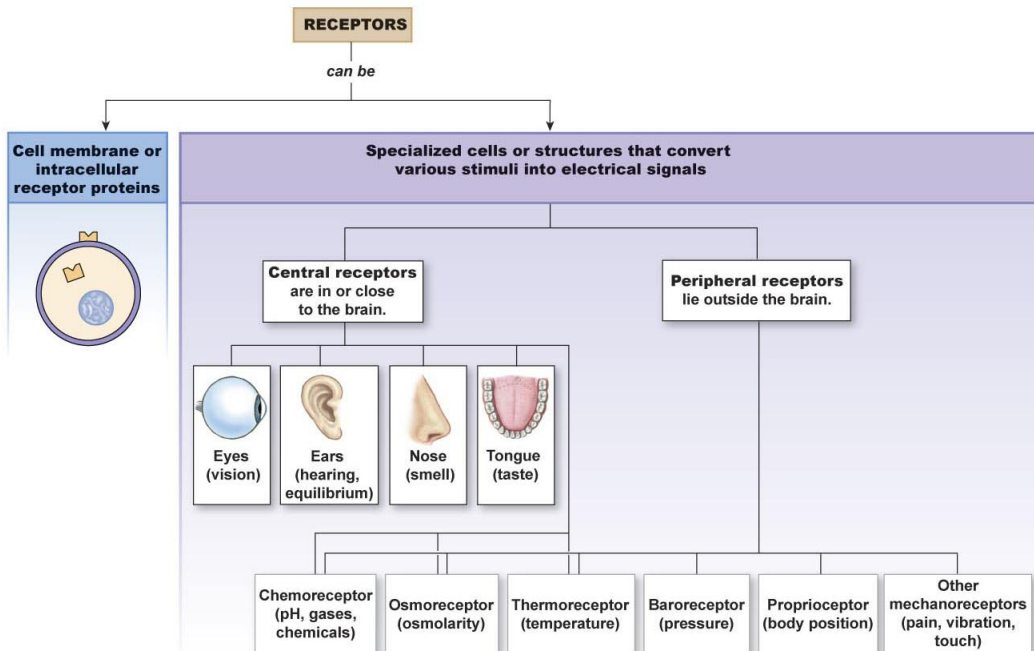 RECEPTORS
can be
Cell membrane or
intracellular
receptor proteins
Specialized cells or structures that convert
various stimuli into electrical signals
Central receptors
are in or close
to the brain.
Peripheral receptors
lie outside the brain.
Eyes
(vision)
Ears
(hearing,
equilibrium)
Nose
(smell)
Tongue
(taste)
Chemoreceptor
(pH, gases,
chemicals)
Osmoreceptor
(osmolarity)
Thermoreceptor
(temperature)
Baroreceptor
(pressure)
Proprioceptor
(body position)
Other
mechanoreceptors
(pain, vibration,
touch)